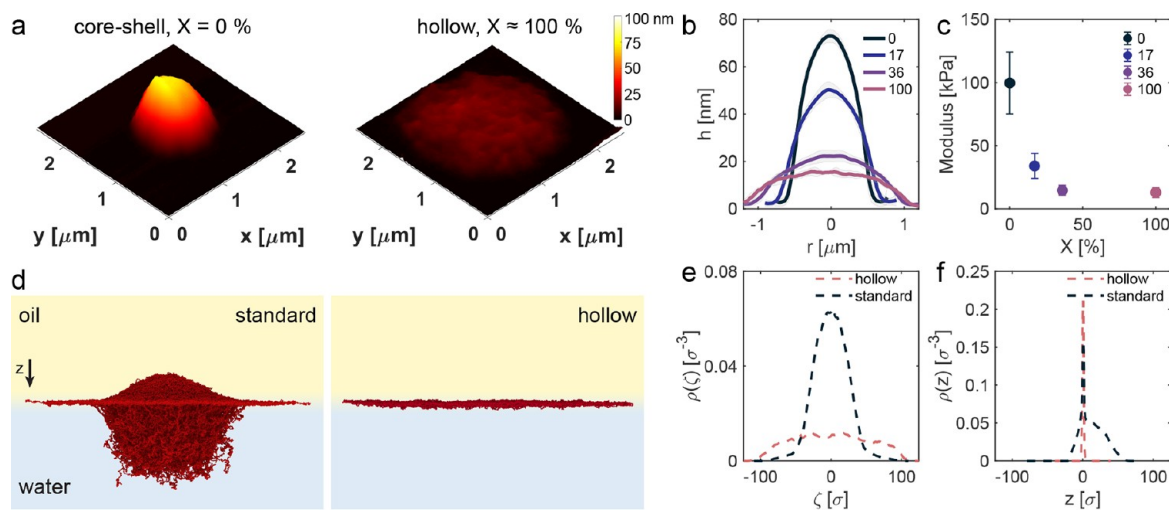 a
core-shell, X = 0 %
hollow, X ≈ 100 %
100 nm
75
50
25
0
2
1
y [μm]
0 0
1
2
x [μm]
2
1
y [μm]
0 0
1
2
x [μm]
b
80
60
40
20
0
h [nm]
-1
0
1
r [μm]
0
17
36
100
c
150
100
50
0
Modulus [kPa]
0
50
100
X [%]
0
17
36
100
d
oil
standard
z
water
hollow
e
0.08
0.04
0
ρ(ζ) [σ⁻³]
-100
0
100
ζ [σ]
hollow
standard
f
0.25
0.2
0.15
0.1
0.05
0
ρ(z) [σ⁻³]
-100
0
100
z [σ]
hollow
standard